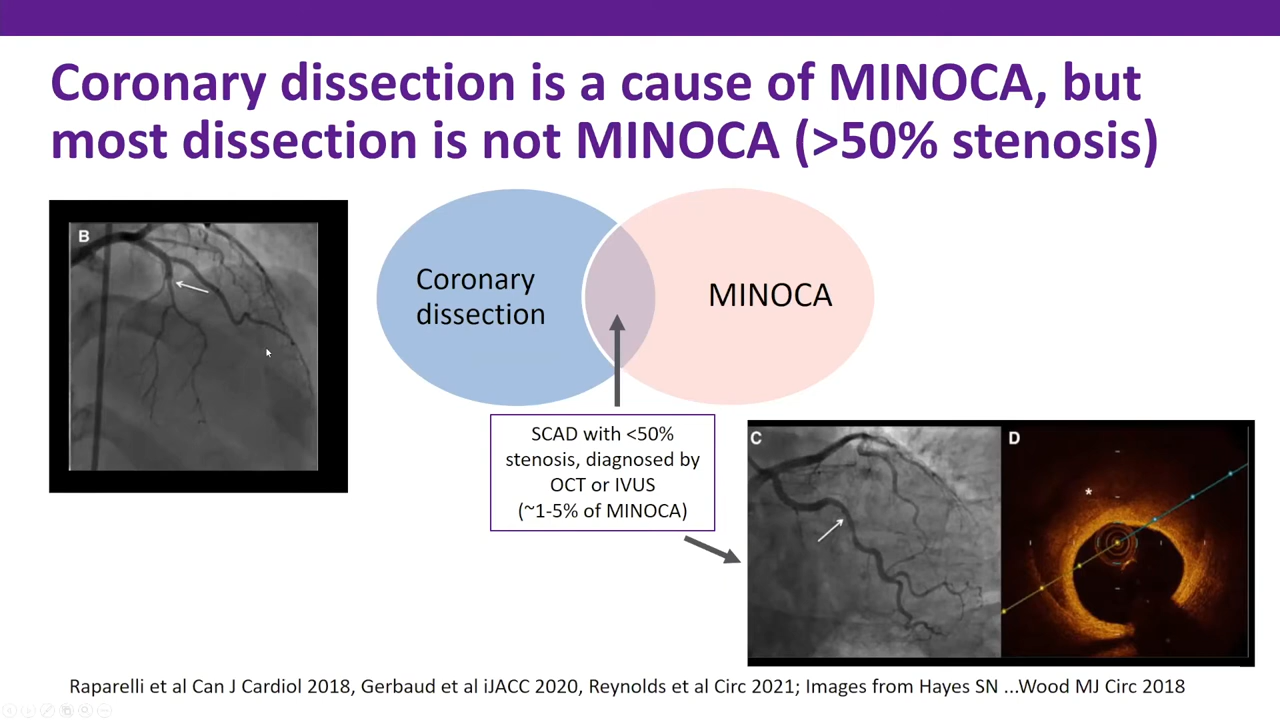 Coronary dissection is a cause of MINOCA, but
most dissection is not MINOCA (>50% stenosis)
B
Coronary
dissection
MINOCA
SCAD with <50%
stenosis, diagnosed by
OCT or IVUS
(~1-5% of MINOCA)
C
D
*
Raparelli et al Can J Cardiol 2018, Gerbaud et al iJACC 2020, Reynolds et al Circ 2021; Images from Hayes SN ...Wood MJ Circ 2018